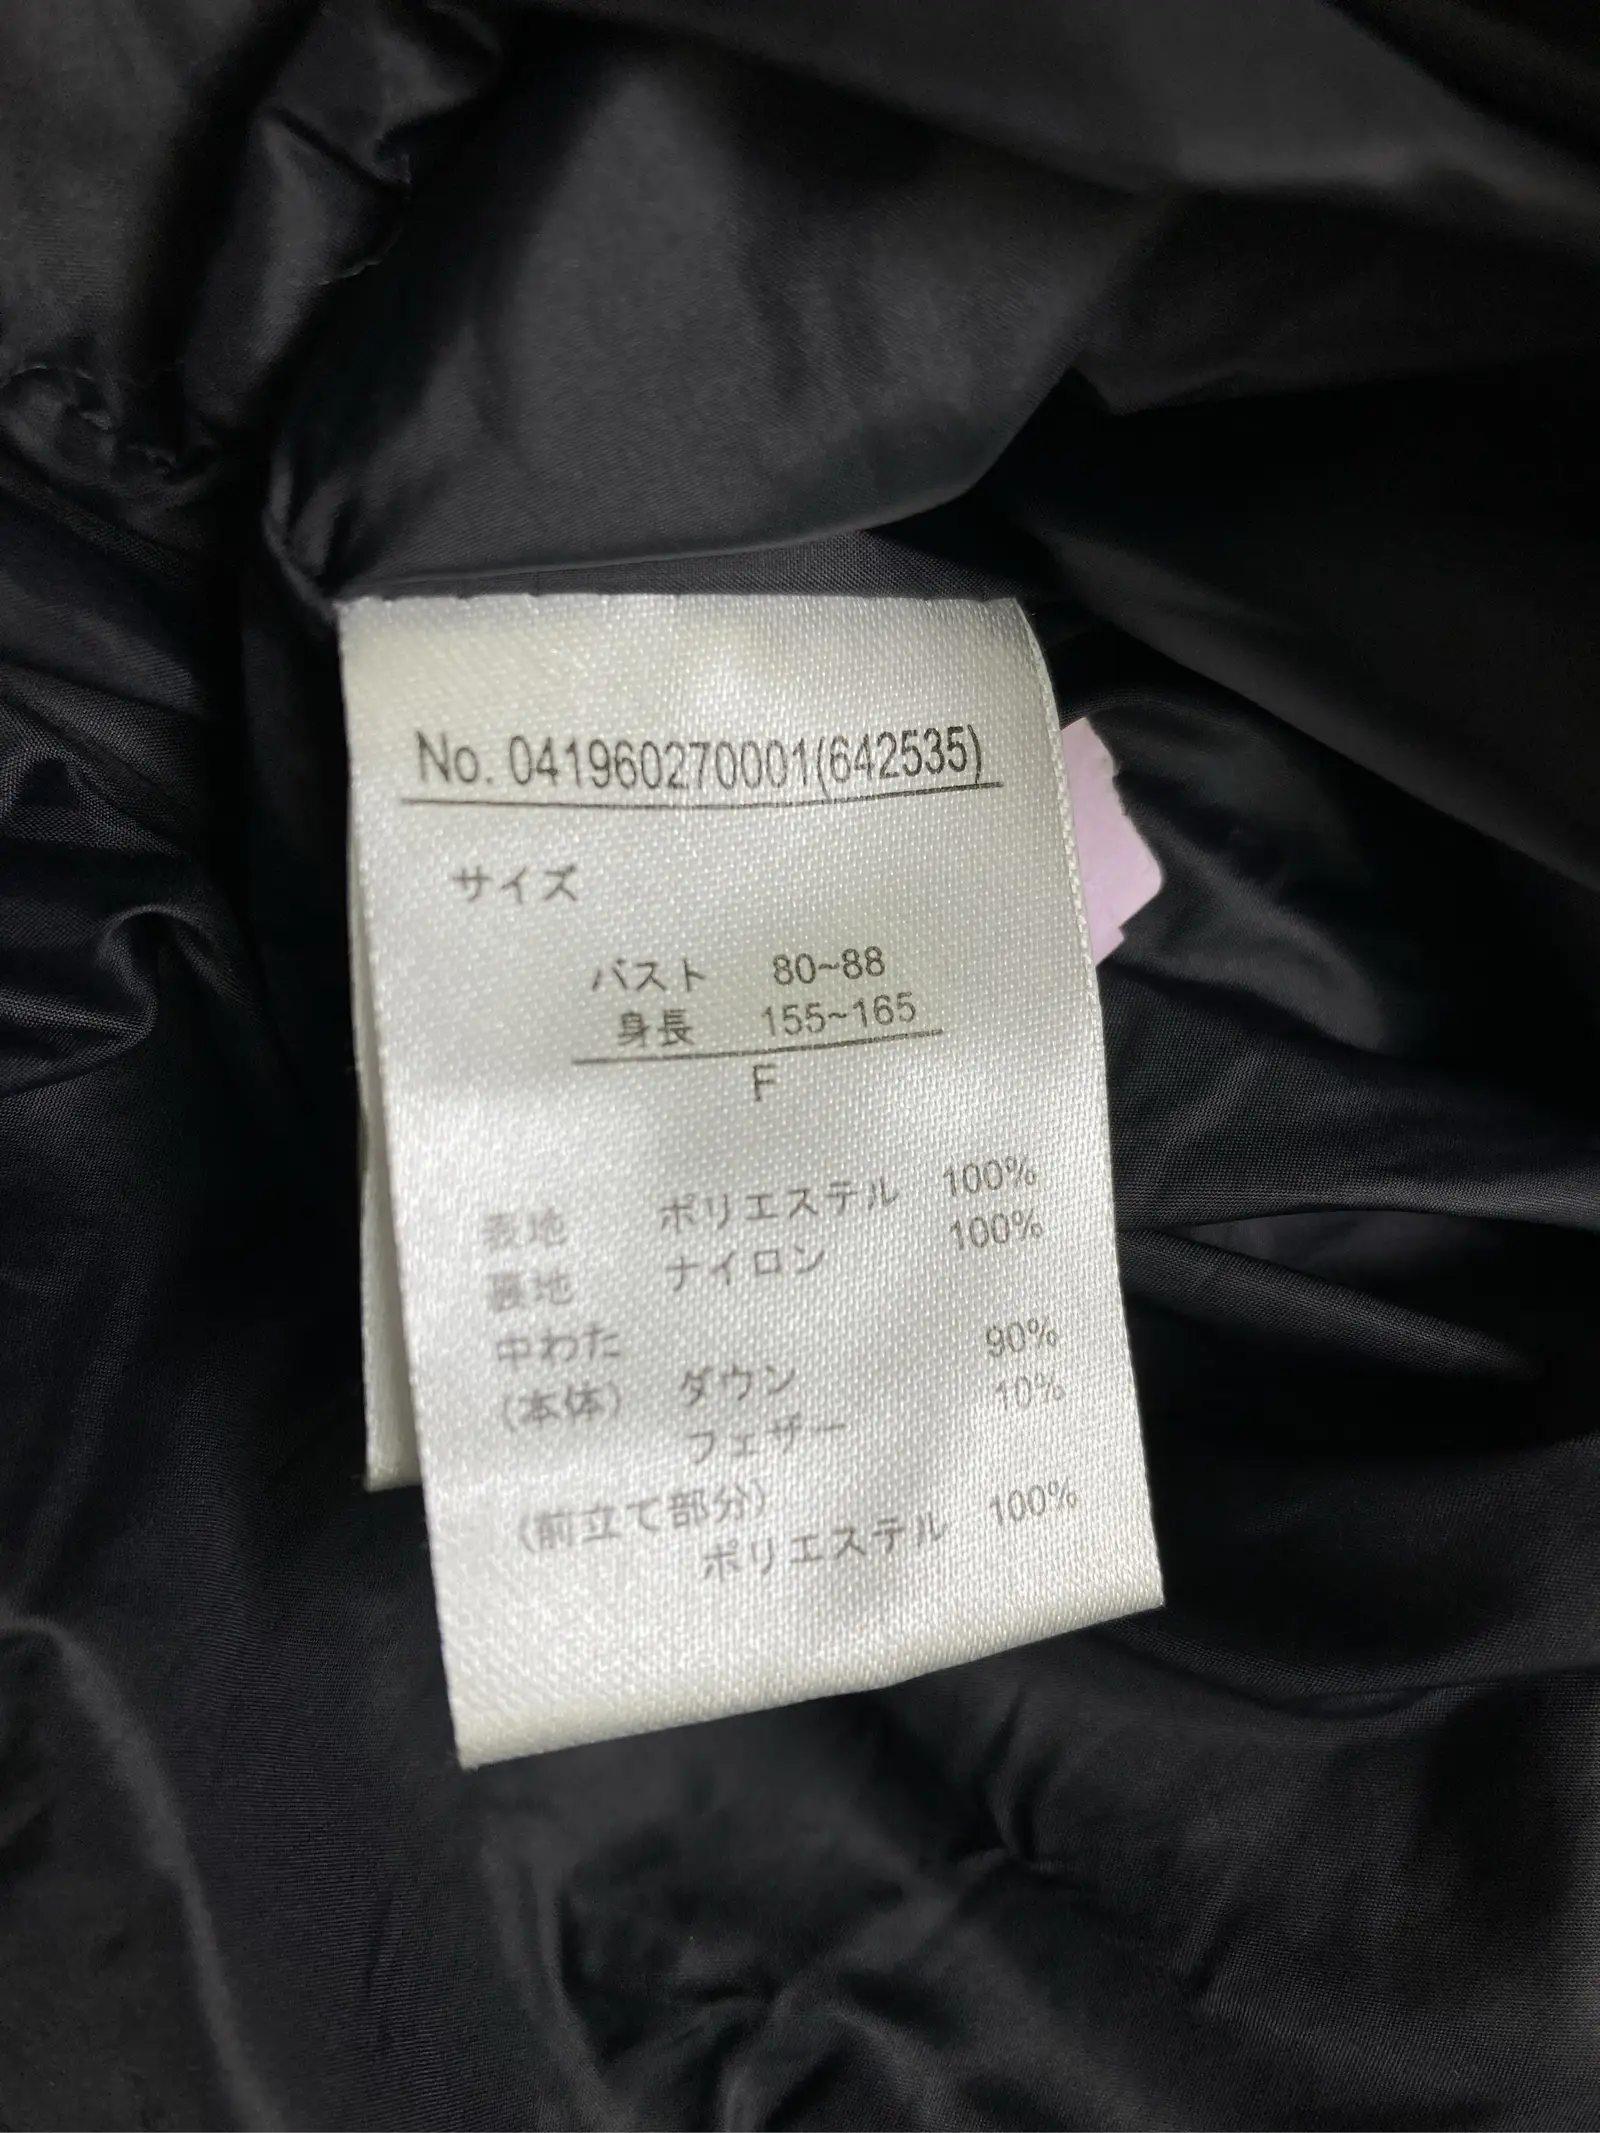 No. 041960270001(642535)
サイズ
バスト 80~88
身長 155~165
F
表地 ポリエステル 100%
裏地 ナイロン 100%
中わた
(本体) ダウン 90%
フェザー 10%
(前立て部分)
ポリエステル 100%